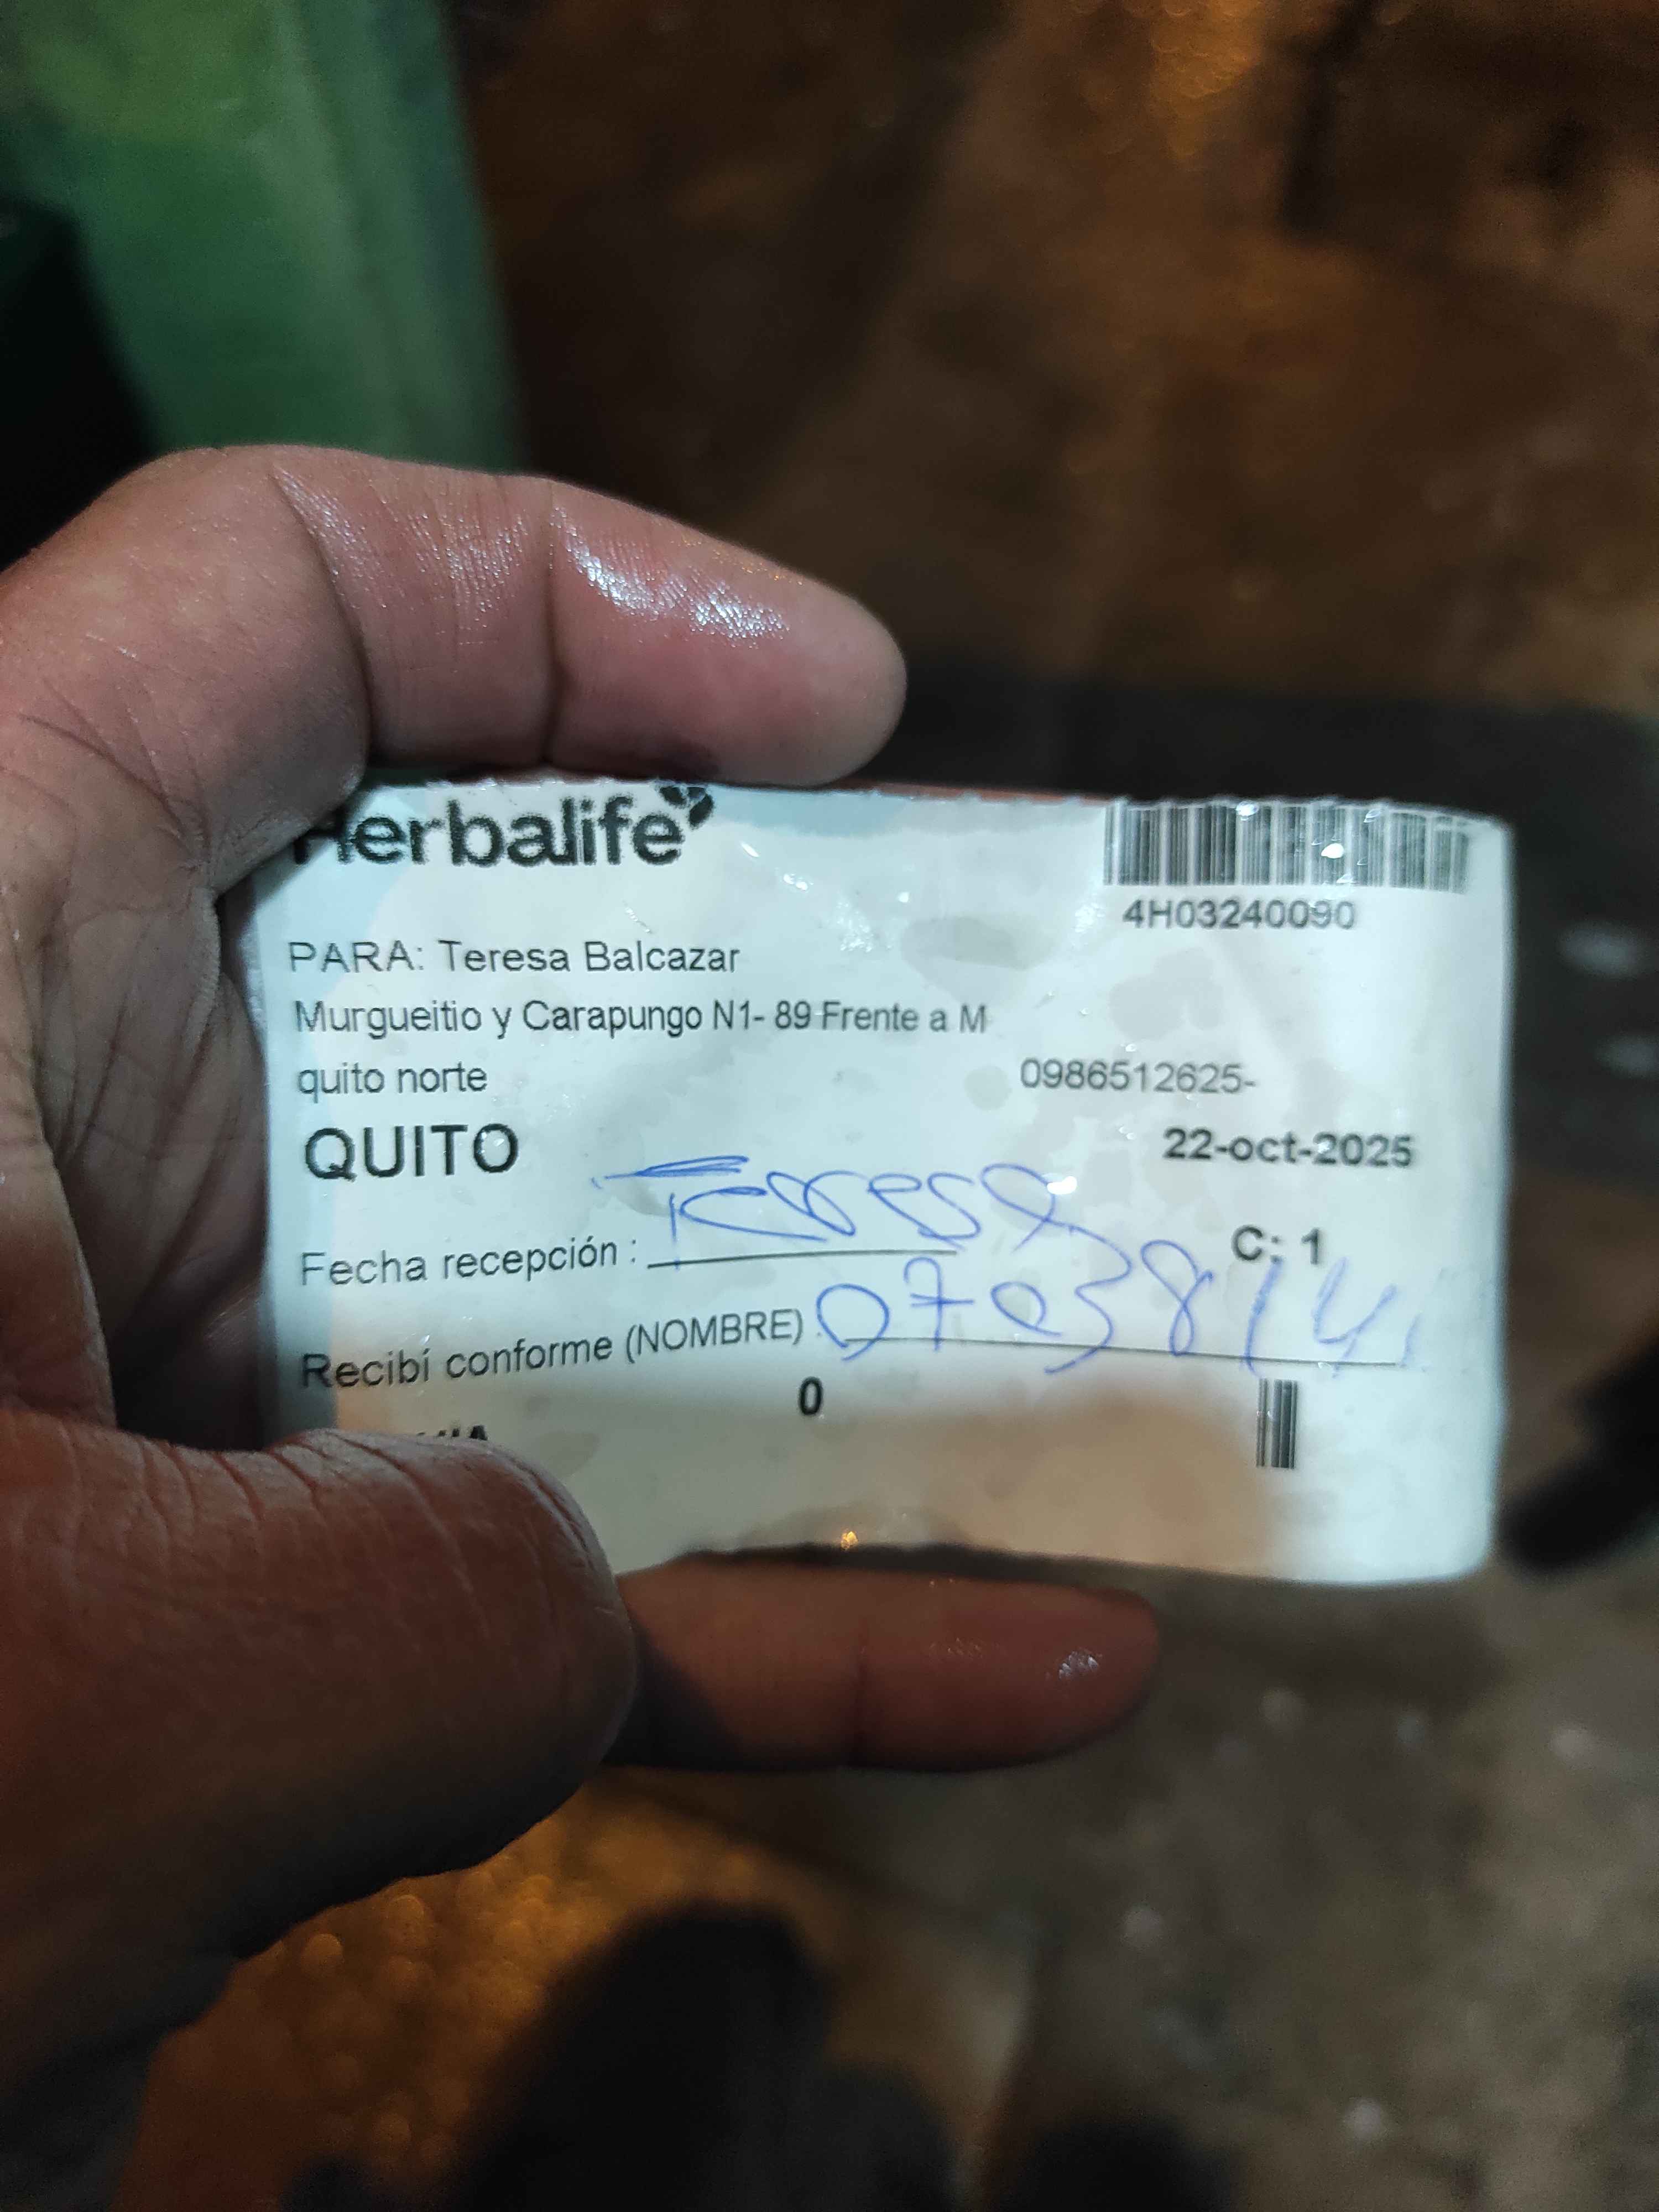 Herbalife
4H03240090
PARA: Teresa Balcazar
Murgueitio y Carapungo N1- 89 Frente a M
quito norte 0986512625-
QUITO 22-oct-2025
Fecha recepción : Teresa C: 1
Recibí conforme (NOMBRE)
0